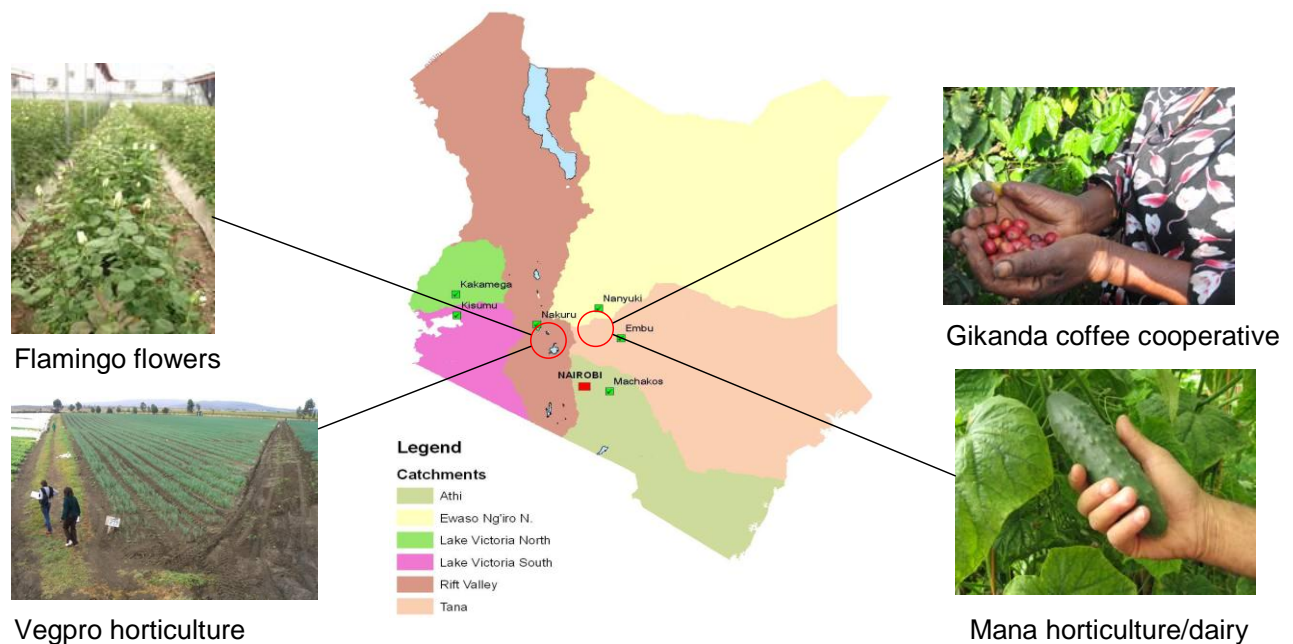 Flamingo flowers
Vegpro horticulture
Kakamega
Kisumu
Nakuru
Nanyuki
Embu
NAIROBI
Machakos
Legend
Catchments
Athi
Ewaso Ng'iro N.
Lake Victoria North
Lake Victoria South
Rift Valley
Tana
Gikanda coffee cooperative
Mana horticulture/dairy